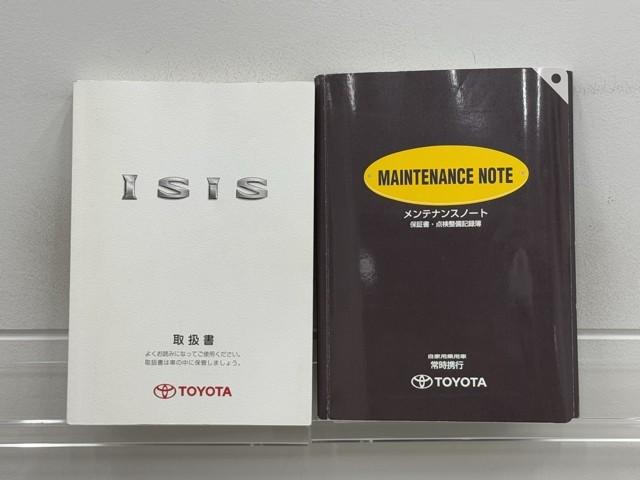 ISIS
取扱書
よくお読みになってご使用ください。
取扱書は車の中に保管しましょう。
TOYOTA
MAINTENANCE NOTE
メンテナンスノート
保証書・点検整備記録簿
自家用乗用車
常時携行
TOYOTA